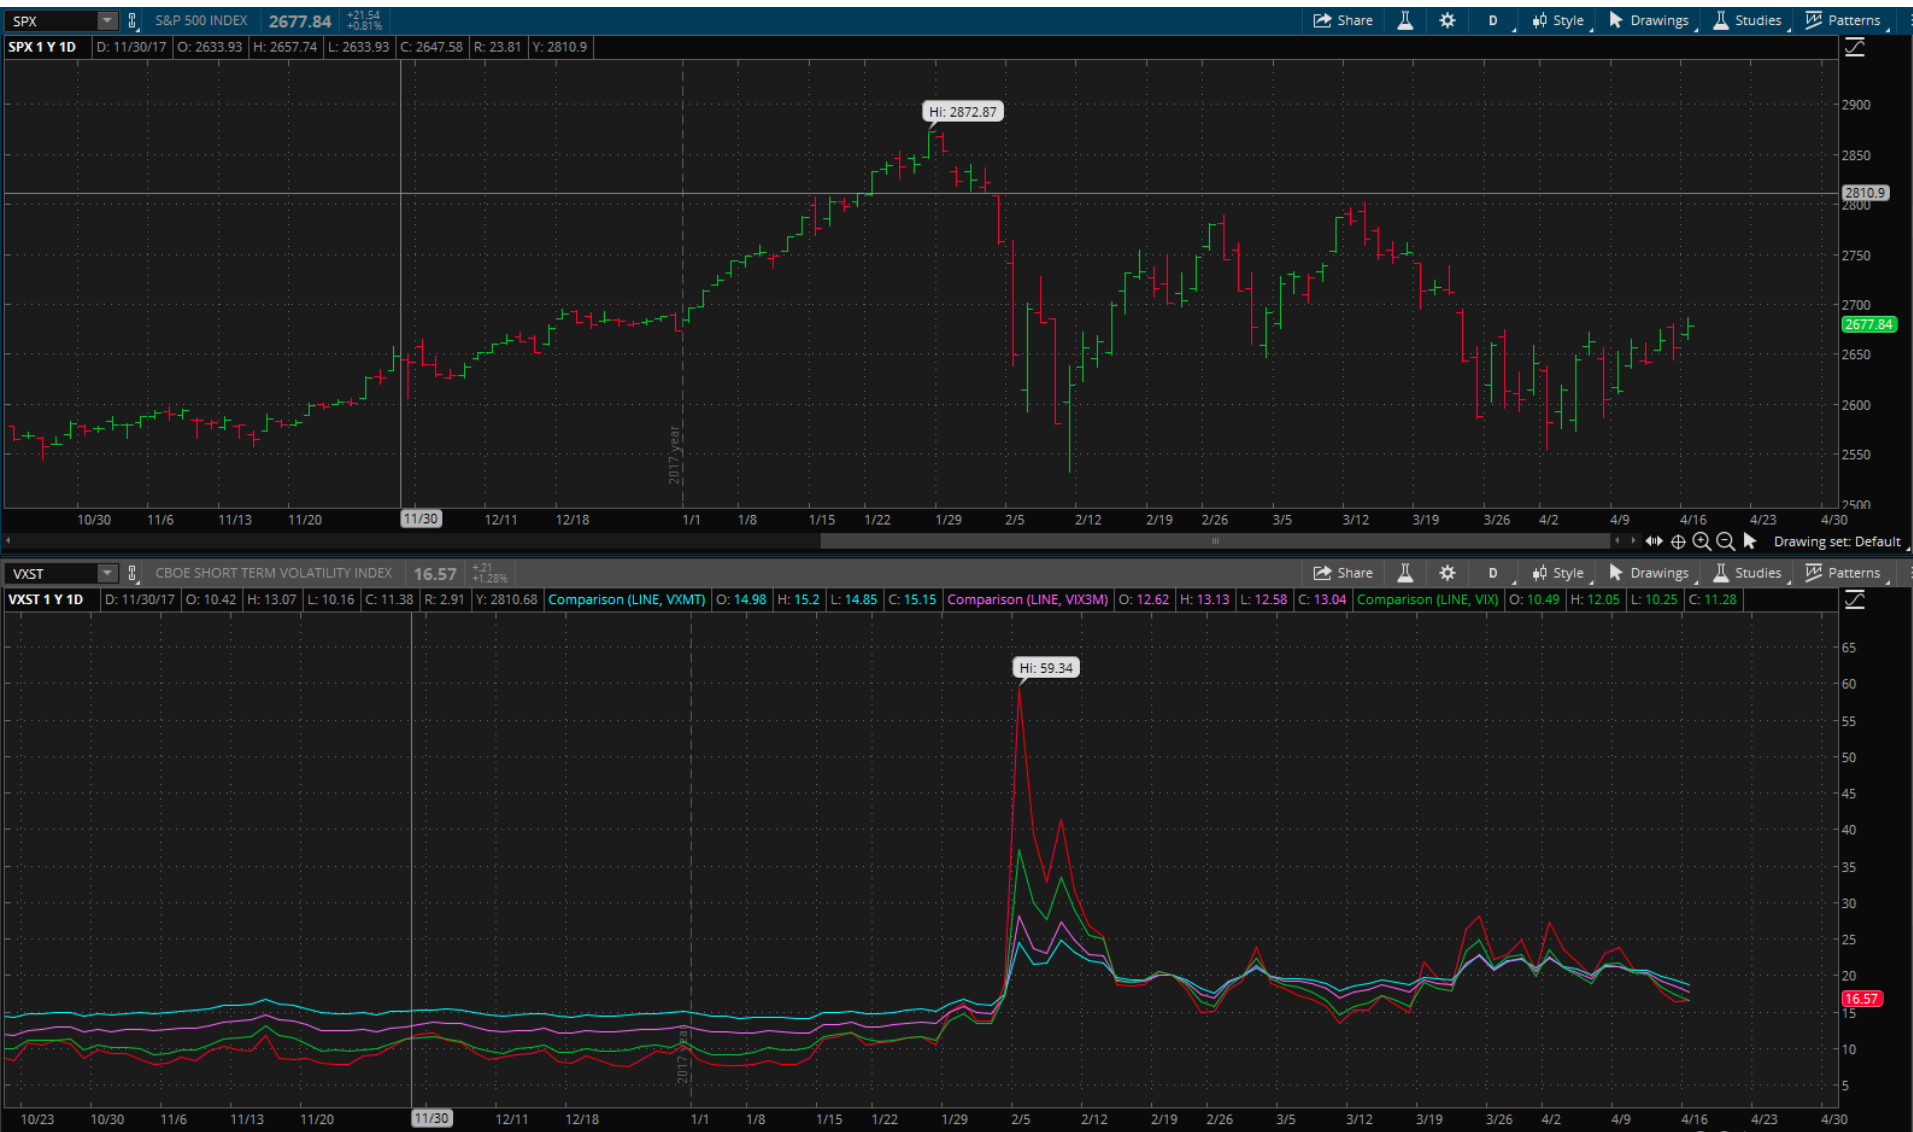 SPX S&P 500 INDEX 2677.84 +21.54 +0.81% Share D Style Drawings Studies Patterns
SPX 1 Y 1D D: 11/30/17 O: 2633.93 H: 2657.74 L: 2633.93 C: 2647.58 R: 23.81 Y: 2810.9
2900
Hi: 2872.87
2850
2810.9
2800
2750
2700
2677.84
2650
2600
2550
2500
2017 year
10/30 11/6 11/13 11/20 11/30 12/11 12/18 1/1 1/8 1/15 1/22 1/29 2/5 2/12 2/19 2/26 3/5 3/12 3/19 3/26 4/2 4/9 4/16 4/23 4/30
Drawing set: Default
VXST CBOE SHORT TERM VOLATILITY INDEX 16.57 +.21 +1.28% Share D Style Drawings Studies Patterns
VXST 1 Y 1D D: 11/30/17 O: 10.42 H: 13.07 L: 10.16 C: 11.38 R: 2.91 Y: 2810.68 Comparison (LINE, VXMT) O: 14.98 H: 15.2 L: 14.85 C: 15.15 Comparison (LINE, VIX3M) O: 12.62 H: 13.13 L: 12.58 C: 13.04 Comparison (LINE, VIX) O: 10.49 H: 12.05 L: 10.25 C: 11.28
65
Hi: 59.34
60
55
50
45
40
35
30
25
20
16.57
15
10
5
2017 year
10/23 10/30 11/6 11/13 11/20 11/30 12/11 12/18 1/1 1/8 1/15 1/22 1/29 2/5 2/12 2/19 2/26 3/5 3/12 3/19 3/26 4/2 4/9 4/16 4/23 4/30